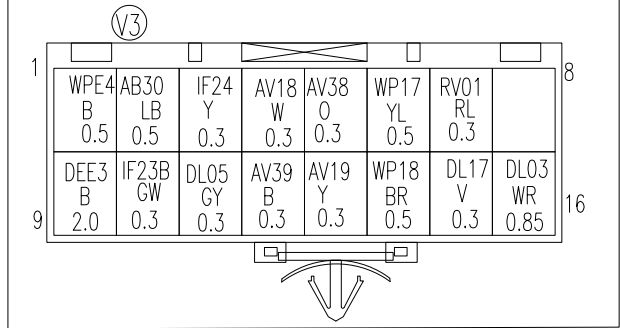 V3
1 8
WPE4 AB30 IF24 AV18 AV38 WP17 RV01
B LB Y W O YL RL
0.5 0.5 0.3 0.3 0.3 0.5 0.3
DEE3 IF23B DL05 AV39 AV19 WP18 DL17 DL03
B GW GY B Y BR V WR
2.0 0.3 0.3 0.3 0.3 0.5 0.3 0.85
9 16